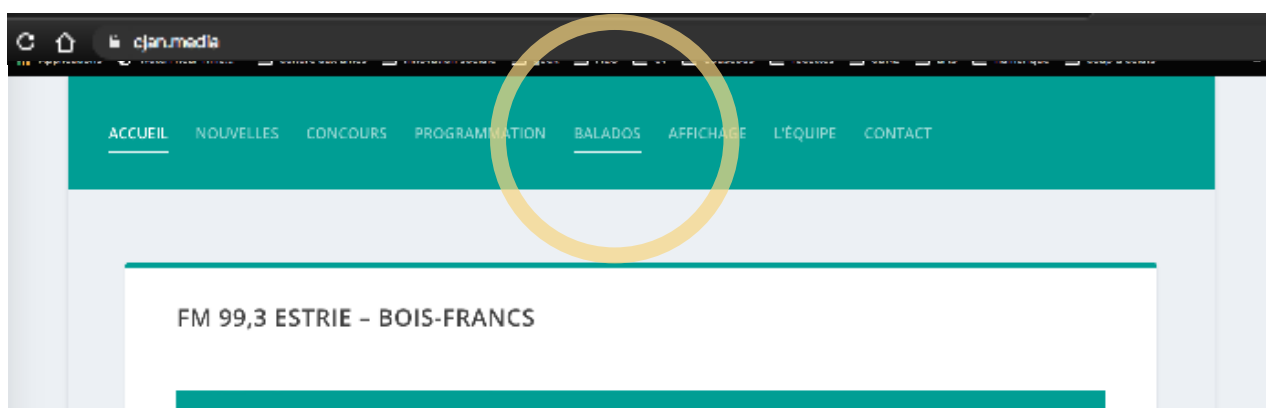 cjan.media
ACCUEIL NOUVELLES CONCOURS PROGRAMMATION BALADOS AFFICHAGE L'ÉQUIPE CONTACT
FM 99,3 ESTRIE – BOIS-FRANCS